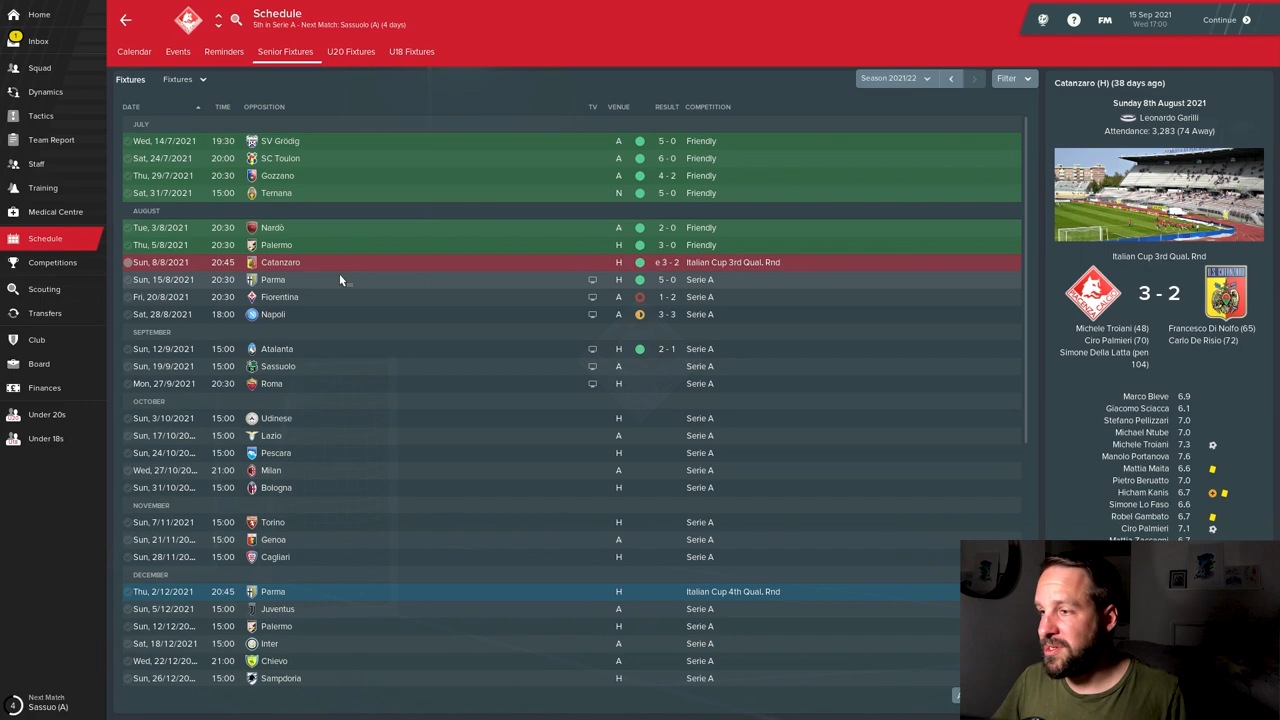 Home
1
Inbox
Squad
Dynamics
Tactics
Team Report
Staff
Training
Medical Centre
Schedule
Competitions
Scouting
Transfers
Club
Board
Finances
Under 20s
Under 18s
4
Next Match
Sassuo (A)
Schedule
5th in Serie A - Next Match: Sassuolo (A) (4 days)
? FM
15 Sep 2021
Wed 17:00
Continue
Calendar Events Reminders Senior Fixtures U20 Fixtures U18 Fixtures
Fixtures Fixtures Season 2021/22 Filter
DATE TIME OPPOSITION TV VENUE RESULT COMPETITION
JULY
Wed, 14/7/2021 19:30 SV Grödig A 5 - 0 Friendly
Sat, 24/7/2021 20:00 SC Toulon A 6 - 0 Friendly
Thu, 29/7/2021 20:30 Gozzano A 4 - 2 Friendly
Sat, 31/7/2021 15:00 Ternana N 5 - 0 Friendly
AUGUST
Tue, 3/8/2021 20:30 Nardò A 2 - 0 Friendly
Thu, 5/8/2021 20:30 Palermo H 3 - 0 Friendly
Sun, 8/8/2021 20:45 Catanzaro H e 3 - 2 Italian Cup 3rd Qual. Rnd
Sun, 15/8/2021 20:30 Parma H 5 - 0 Serie A
Fri, 20/8/2021 20:30 Fiorentina A 1 - 2 Serie A
Sat, 28/8/2021 18:00 Napoli A 3 - 3 Serie A
SEPTEMBER
Sun, 12/9/2021 15:00 Atalanta H 2 - 1 Serie A
Sun, 19/9/2021 15:00 Sassuolo A Serie A
Mon, 27/9/2021 20:30 Roma H Serie A
OCTOBER
Sun, 3/10/2021 15:00 Udinese H Serie A
Sun, 17/10/20... 15:00 Lazio A Serie A
Sun, 24/10/20... 15:00 Pescara H Serie A
Wed, 27/10/20... 21:00 Milan A Serie A
Sun, 31/10/20... 15:00 Bologna H Serie A
NOVEMBER
Sun, 7/11/2021 15:00 Torino H Serie A
Sun, 21/11/20... 15:00 Genoa A Serie A
Sun, 28/11/20... 15:00 Cagliari H Serie A
DECEMBER
Thu, 2/12/2021 20:45 Parma H Italian Cup 4th Qual. Rnd
Sun, 5/12/2021 15:00 Juventus A Serie A
Sun, 12/12/20... 15:00 Palermo H Serie A
Sat, 18/12/2021 15:00 Inter A Serie A
Wed, 22/12/20... 21:00 Chievo A Serie A
Sun, 26/12/20... 15:00 Sampdoria H Serie A
Catanzaro (H) (38 days ago)
Sunday 8th August 2021
Leonardo Garilli
Attendance: 3,283 (74 Away)
Italian Cup 3rd Qual. Rnd
3 - 2
Michele Troiani (48) Francesco Di Nolfo (65)
Ciro Palmieri (70) Carlo De Risio (72)
Simone Della Latta (pen
104)
Marco Bleve 6.9
Giacomo Sciacca 6.1
Stefano Pellizzari 7.0
Michael Ntube 7.0
Michele Troiani 7.3
Manolo Portanova 7.6
Mattia Maita 6.6
Pietro Beruatto 7.0
Hicham Kanis 6.7
Simone Lo Faso 6.6
Robel Gambato 6.7
Ciro Palmieri 7.1
Mattia Zaccagni 6.7